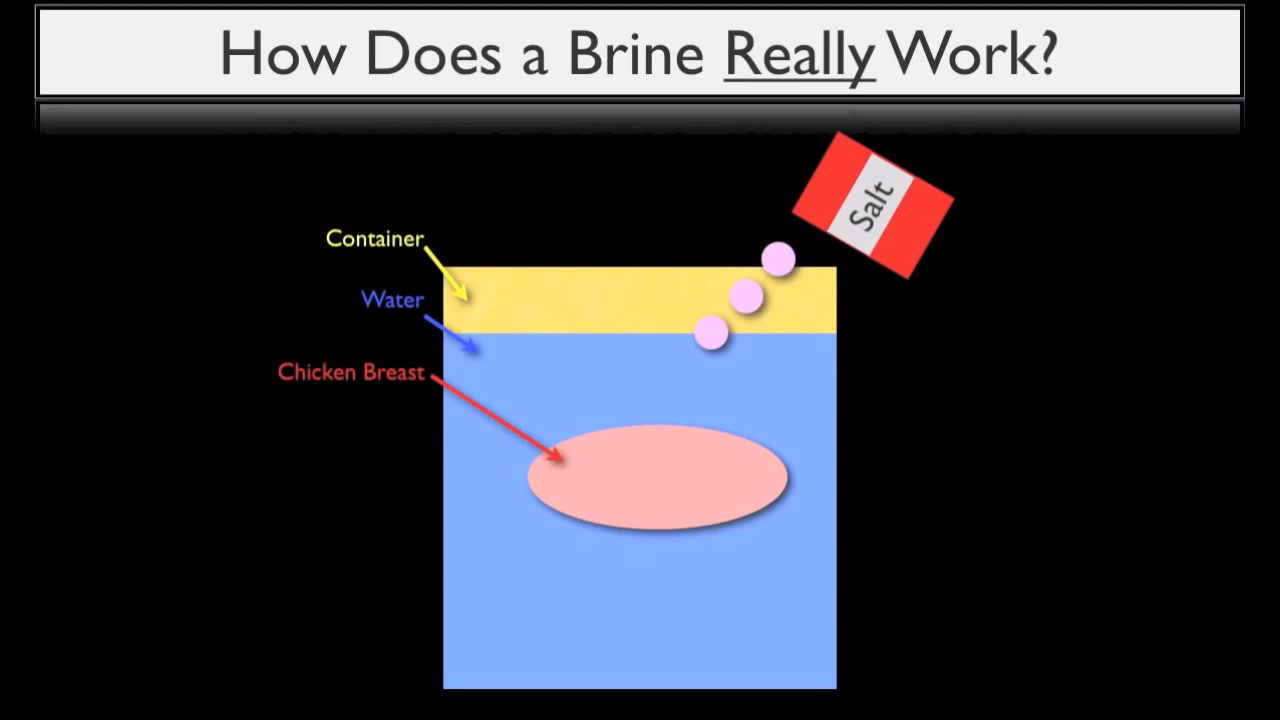 How Does a Brine Really Work?
Salt
Container
Water
Chicken Breast